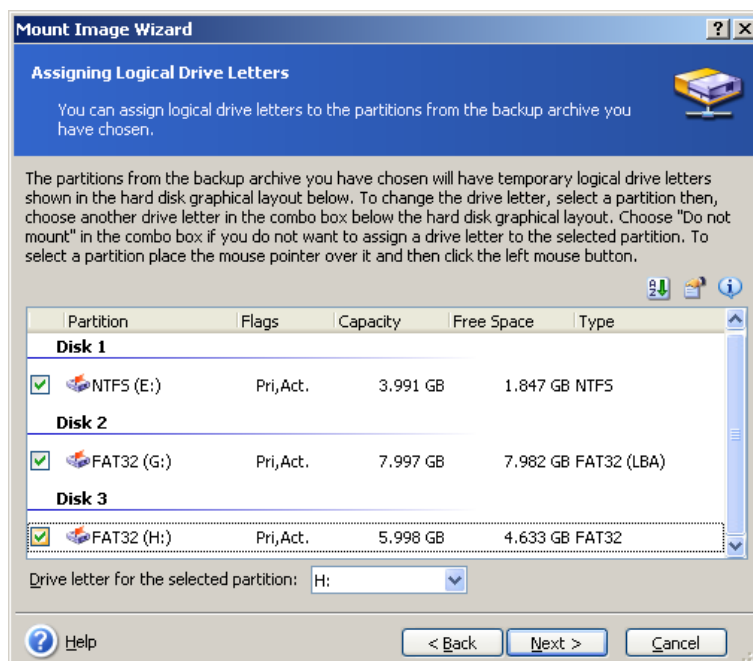 Mount Image Wizard
Assigning Logical Drive Letters
You can assign logical drive letters to the partitions from the backup archive you
have chosen.
The partitions from the backup archive you have chosen will have temporary logical drive letters
shown in the hard disk graphical layout below. To change the drive letter, select a partition then,
choose another drive letter in the combo box below the hard disk graphical layout. Choose "Do not
mount" in the combo box if you do not want to assign a drive letter to the selected partition. To
select a partition place the mouse pointer over it and then click the left mouse button.
Partition Flags Capacity Free Space Type
Disk 1
NTFS (E:) Pri,Act. 3.991 GB 1.847 GB NTFS
Disk 2
FAT32 (G:) Pri,Act. 7.997 GB 7.982 GB FAT32 (LBA)
Disk 3
FAT32 (H:) Pri,Act. 5.998 GB 4.633 GB FAT32
Drive letter for the selected partition: H:
Help < Back Next > Cancel